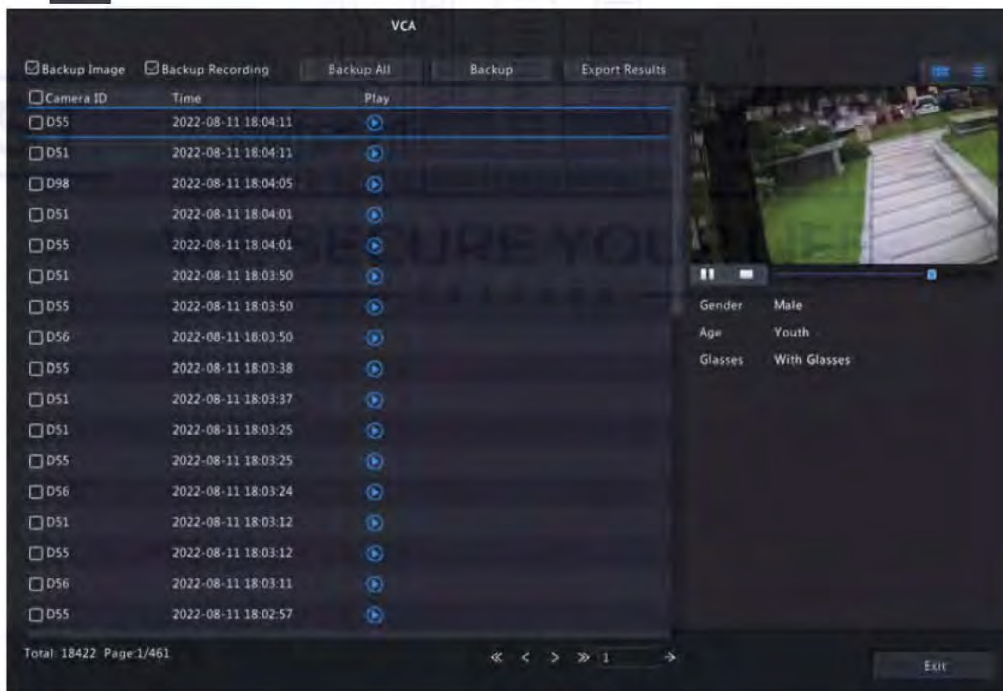 VCA
Backup Image Backup Recording Backup All Backup Export Results
Camera ID Time Play
D55 2022-08-11 18:04:11
D51 2022-08-11 18:04:11
D98 2022-08-11 18:04:05
D51 2022-08-11 18:04:01
D55 2022-08-11 18:04:01
D51 2022-08-11 18:03:50
D55 2022-08-11 18:03:50
D56 2022-08-11 18:03:50
D55 2022-08-11 18:03:38
D51 2022-08-11 18:03:37
D51 2022-08-11 18:03:25
D55 2022-08-11 18:03:25
D56 2022-08-11 18:03:24
D51 2022-08-11 18:03:12
D55 2022-08-11 18:03:12
D56 2022-08-11 18:03:11
D55 2022-08-11 18:02:57
Gender Male
Age Youth
Glasses With Glasses
SECURE YOUR
Total: 18422 Page:1/461
1
Exit